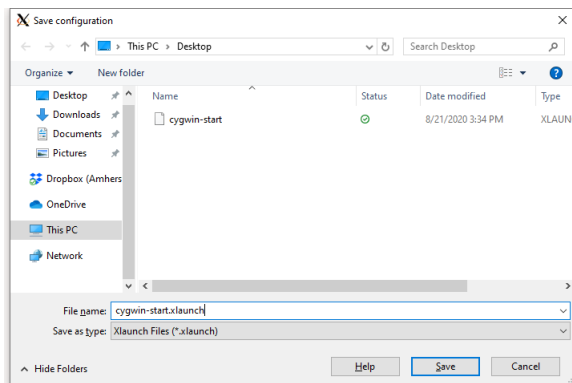 Save configuration
This PC > Desktop
Search Desktop
Organize
New folder
Desktop
Downloads
Documents
Pictures
Dropbox (Amhers
OneDrive
This PC
Network
Name Status Date modified Type
cygwin-start 8/21/2020 3:34 PM XLAUN
File name: cygwin-start.xlaunch
Save as type: Xlaunch Files (*.xlaunch)
Hide Folders
Help
Save
Cancel